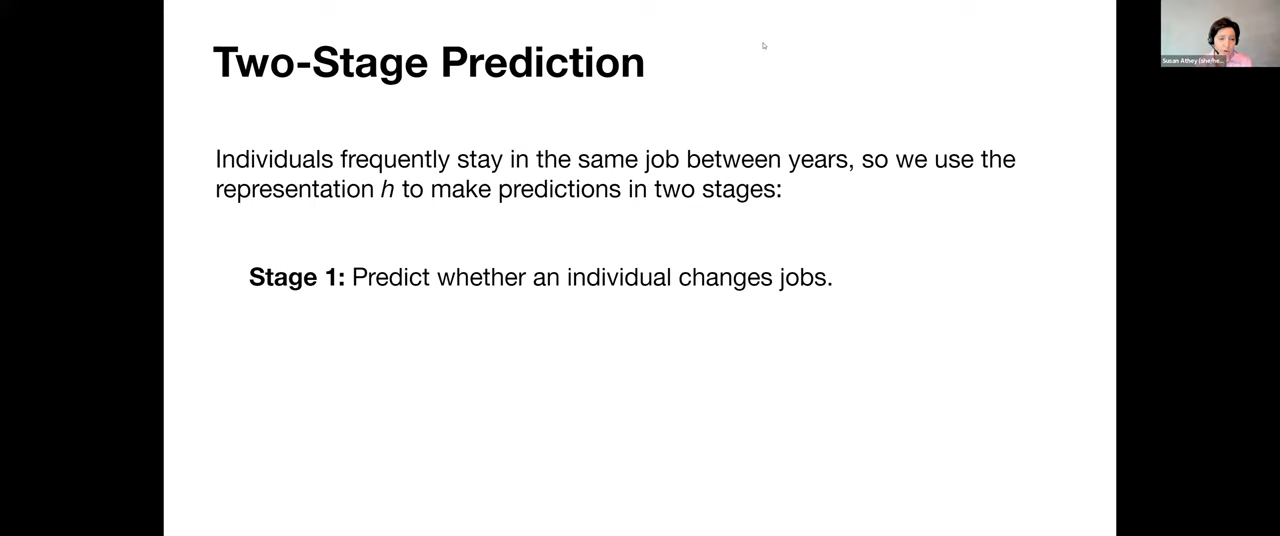 Two-Stage Prediction
Susan Athey (she/he...
Individuals frequently stay in the same job between years, so we use the
representation h to make predictions in two stages:
Stage 1: Predict whether an individual changes jobs.